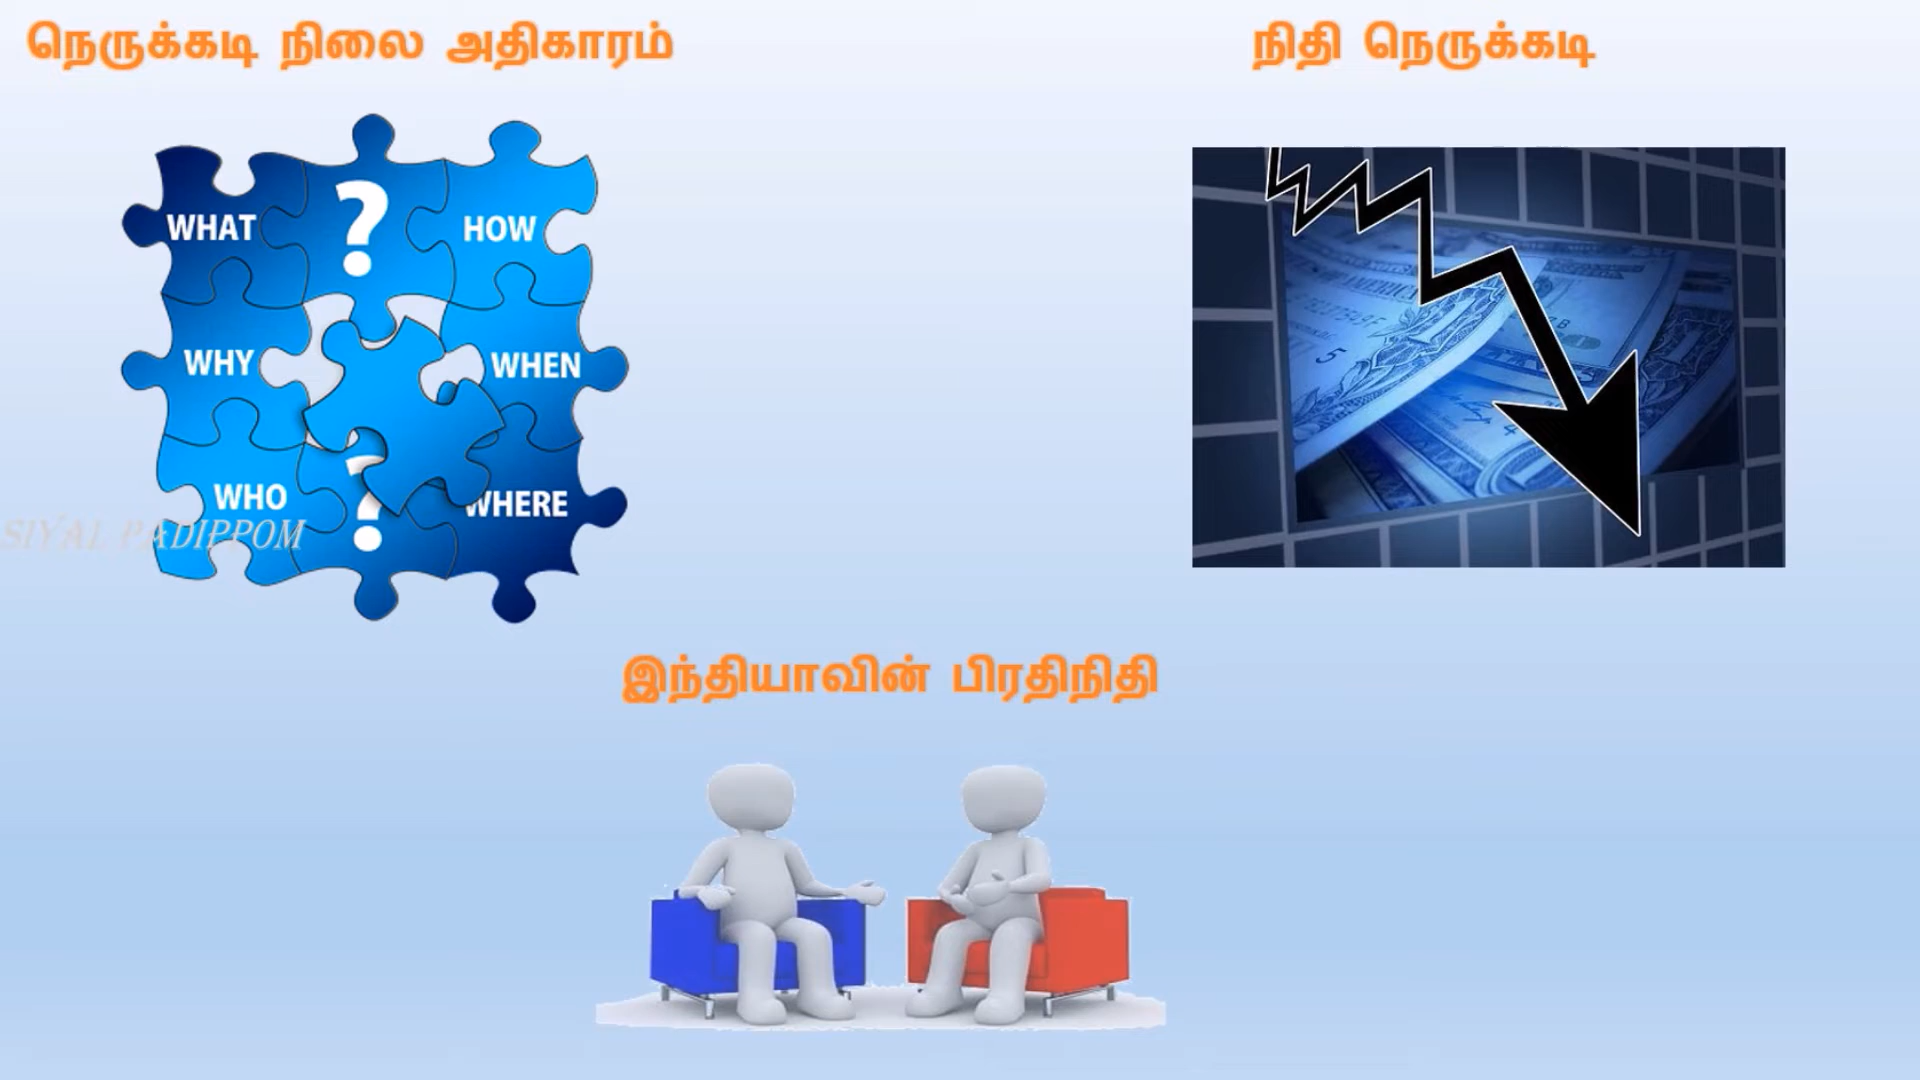 நெருக்கடி நிலை அதிகாரம்
நிதி நெருக்கடி
WHAT
?
HOW
WHY
WHEN
WHO
?
WHERE
SIYAL PADIPPOM
இந்தியாவின் பிரதிநிதி